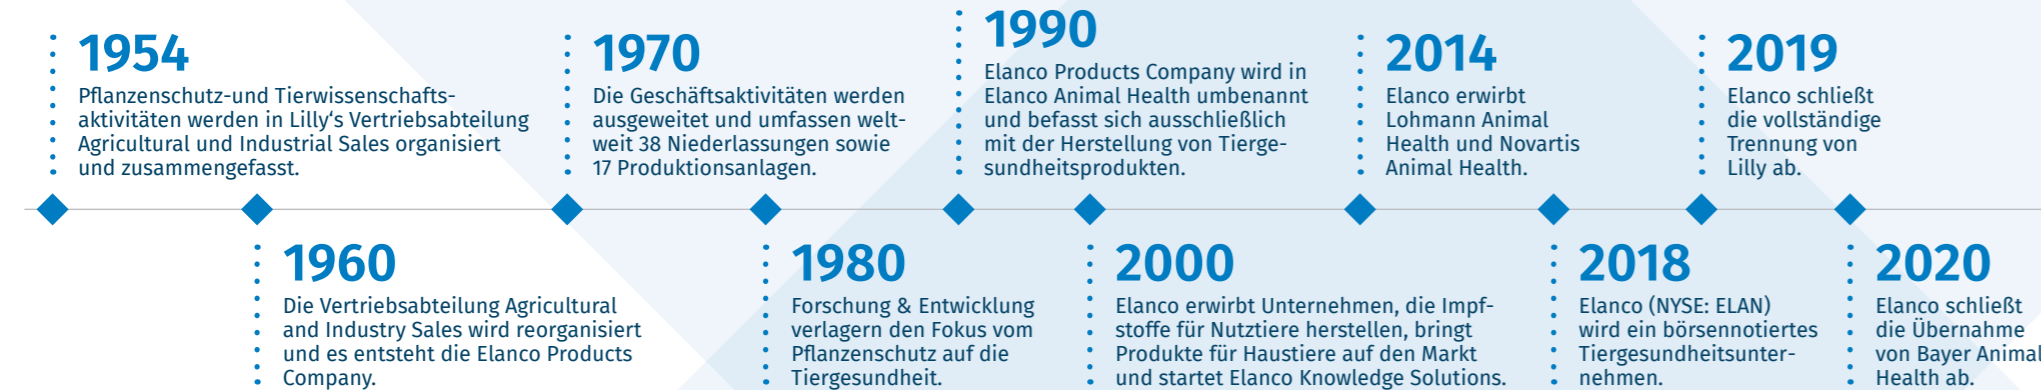 1954
Pflanzenschutz-und Tierwissenschafts-
aktivitäten werden in Lilly‘s Vertriebsabteilung
Agricultural und Industrial Sales organisiert
und zusammengefasst.
1960
Die Vertriebsabteilung Agricultural
and Industry Sales wird reorganisiert
und es entsteht die Elanco Products
Company.
1970
Die Geschäftsaktivitäten werden
ausgeweitet und umfassen welt-
weit 38 Niederlassungen sowie
17 Produktionsanlagen.
1980
Forschung & Entwicklung
verlagern den Fokus vom
Pflanzenschutz auf die
Tiergesundheit.
1990
Elanco Products Company wird in
Elanco Animal Health umbenannt
und befasst sich ausschließlich
mit der Herstellung von Tierge-
sundheitsprodukten.
2000
Elanco erwirbt Unternehmen, die Impf-
stoffe für Nutztiere herstellen, bringt
Produkte für Haustiere auf den Markt
und startet Elanco Knowledge Solutions.
2014
Elanco erwirbt
Lohmann Animal
Health und Novartis
Animal Health.
2018
Elanco (NYSE: ELAN)
wird ein börsennotiertes
Tiergesundheitsunter-
nehmen.
2019
Elanco schließt
die vollständige
Trennung von
Lilly ab.
2020
Elanco schließt
die Übernahme
von Bayer Animal
Health ab.